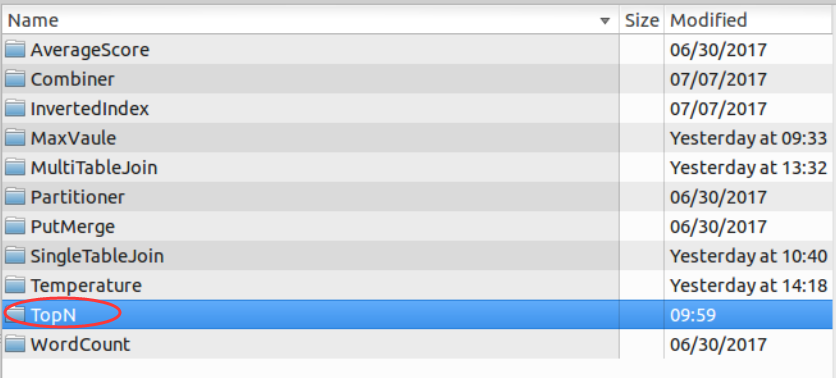 Name Size Modified
AverageScore 06/30/2017
Combiner 07/07/2017
InvertedIndex 07/07/2017
MaxVaule Yesterday at 09:33
MultiTableJoin Yesterday at 13:32
Partitioner 06/30/2017
PutMerge 06/30/2017
SingleTableJoin Yesterday at 10:40
Temperature Yesterday at 14:18
TopN 09:59
WordCount 06/30/2017